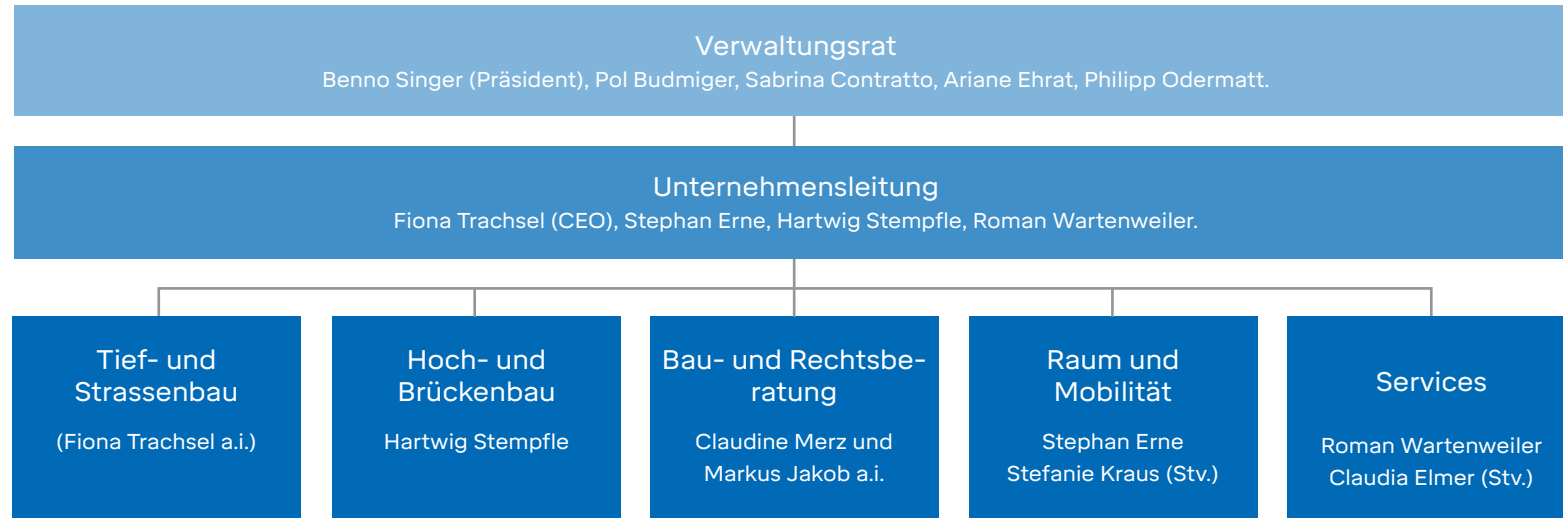 Verwaltungsrat
Benno Singer (Präsident), Pol Budmiger, Sabrina Contratto, Ariane Ehrat, Philipp Odermatt.
Unternehmensleitung
Fiona Trachsel (CEO), Stephan Erne, Hartwig Stempfle, Roman Wartenweiler.
Tief- und
Strassenbau
(Fiona Trachsel a.i.)
Hoch- und
Brückenbau
Hartwig Stempfle
Bau- und Rechtsbe-
ratung
Claudine Merz und
Markus Jakob a.i.
Raum und
Mobilität
Stephan Erne
Stefanie Kraus (Stv.)
Services
Roman Wartenweiler
Claudia Elmer (Stv.)